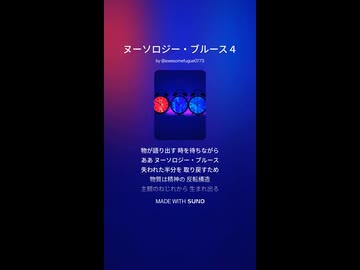 ヌーソロジー・ブルース４
by @awesomefugue0773
物が語り出す 時を待ちながら
ああ ヌーソロジー・ブルース
失われた半分を 取り戻すため
物質は精神の 反転構造
主観のねじれから 生まれ出る
MADE WITH SUNO